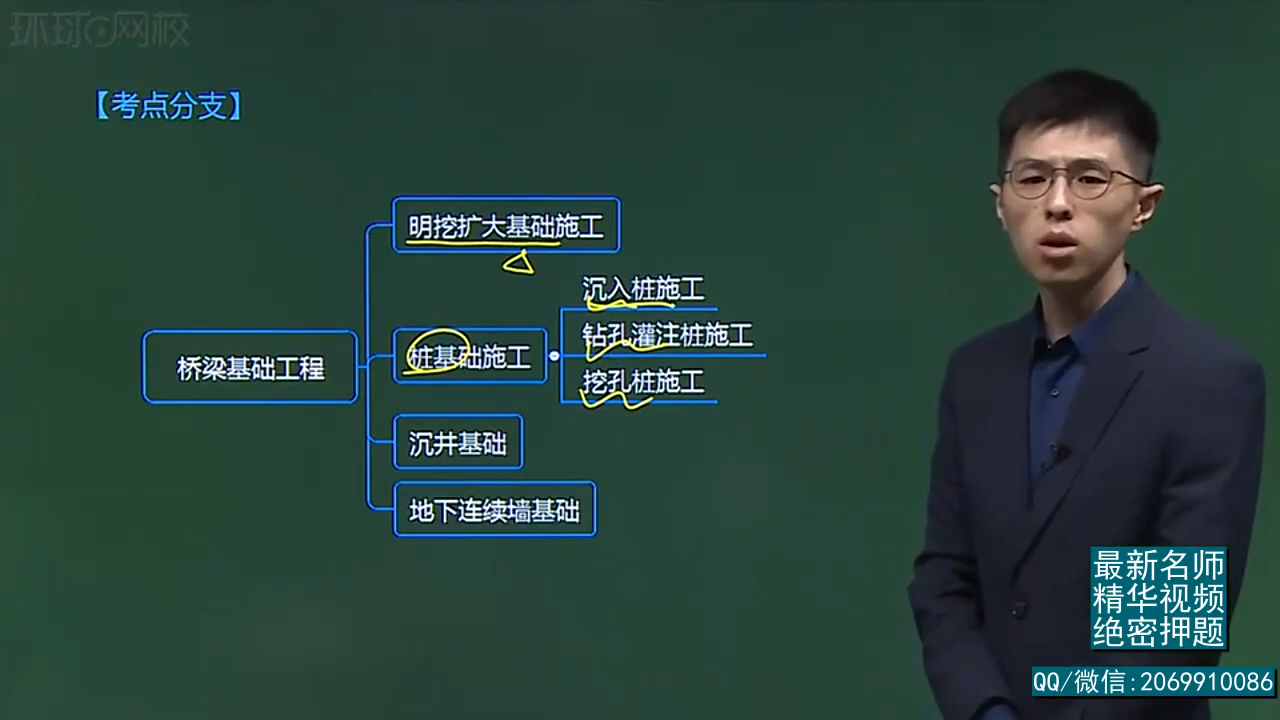 环球网校
【考点分支】
明挖扩大基础施工
沉入桩施工
钻孔灌注桩施工
桥梁基础工程
桩基础施工
挖孔桩施工
沉井基础
地下连续墙基础
最新名师
精华视频
绝密押题
QQ/微信:2069910086